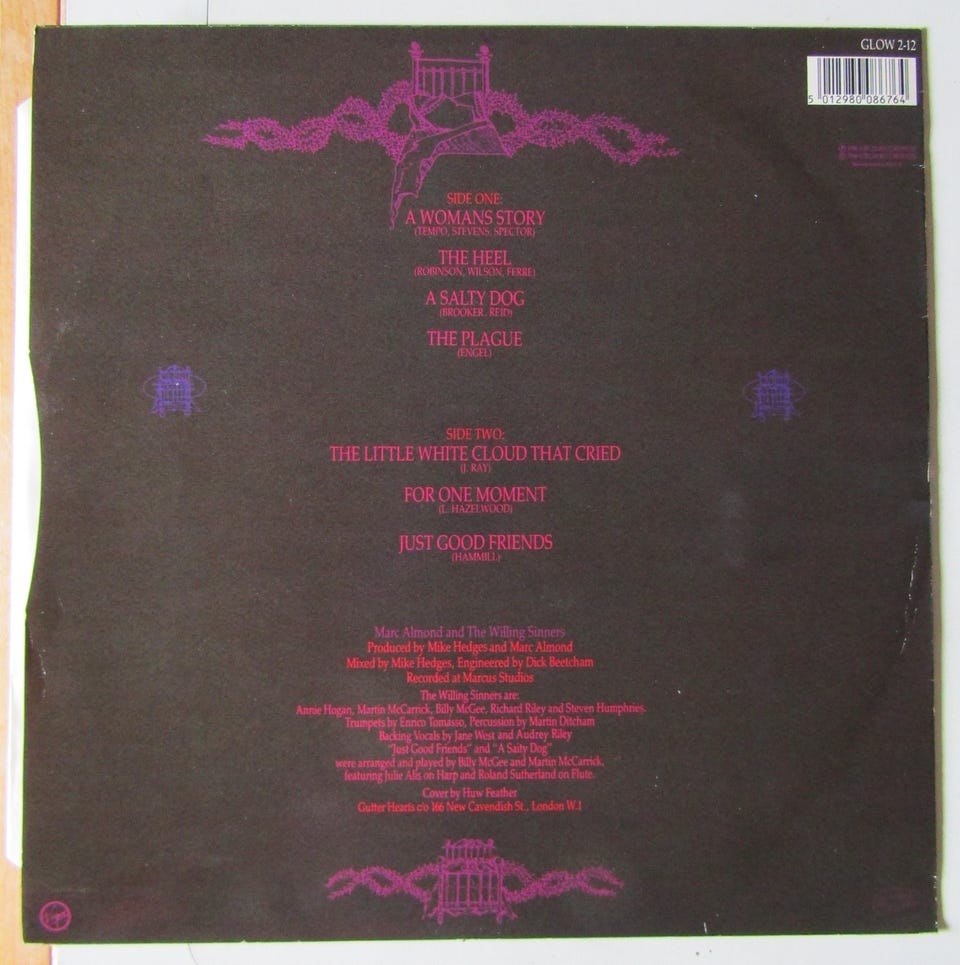 GLOW 2-12
5 012980 086764
SIDE ONE:
A WOMANS STORY
(TEMPO, STEVENS, SPECTOR)
THE HEEL
(ROBINSON, WILSON, FERRE)
A SALTY DOG
(BROOKER, REID)
THE PLAGUE
(ENGEL)
SIDE TWO:
THE LITTLE WHITE CLOUD THAT CRIED
(J. RAY)
FOR ONE MOMENT
(L. HAZELWOOD)
JUST GOOD FRIENDS
(HAMMILL)
Marc Almond and The Willing Sinners
Produced by Mike Hedges and Marc Almond
Mixed by Mike Hedges, Engineered by Dick Beetcham
Recorded at Marcus Studios
The Willing Sinners are:
Annie Hogan, Martin McCarrick, Billy McGee, Richard Riley and Steven Humphries.
Trumpets by Enrico Tomasso, Percussion by Martin Ditcham
Backing Vocals by Jane West and Audrey Riley
"Just Good Friends" and "A Salty Dog"
were arranged and played by Billy McGee and Martin McCarrick,
featuring Julie Alis on Harp and Roland Sutherland on Flute.
Cover by Huw Feather
Gutter Hearts c/o 166 New Cavendish St., London W.1
Virgin